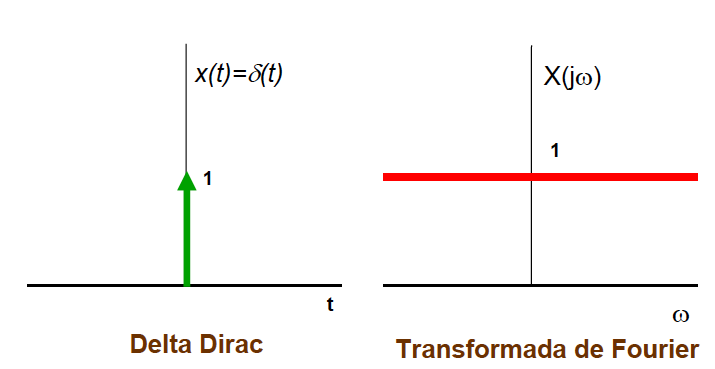 x(t)=δ(t)
1
t
Delta Dirac
X(jω)
1
ω
Transformada de Fourier